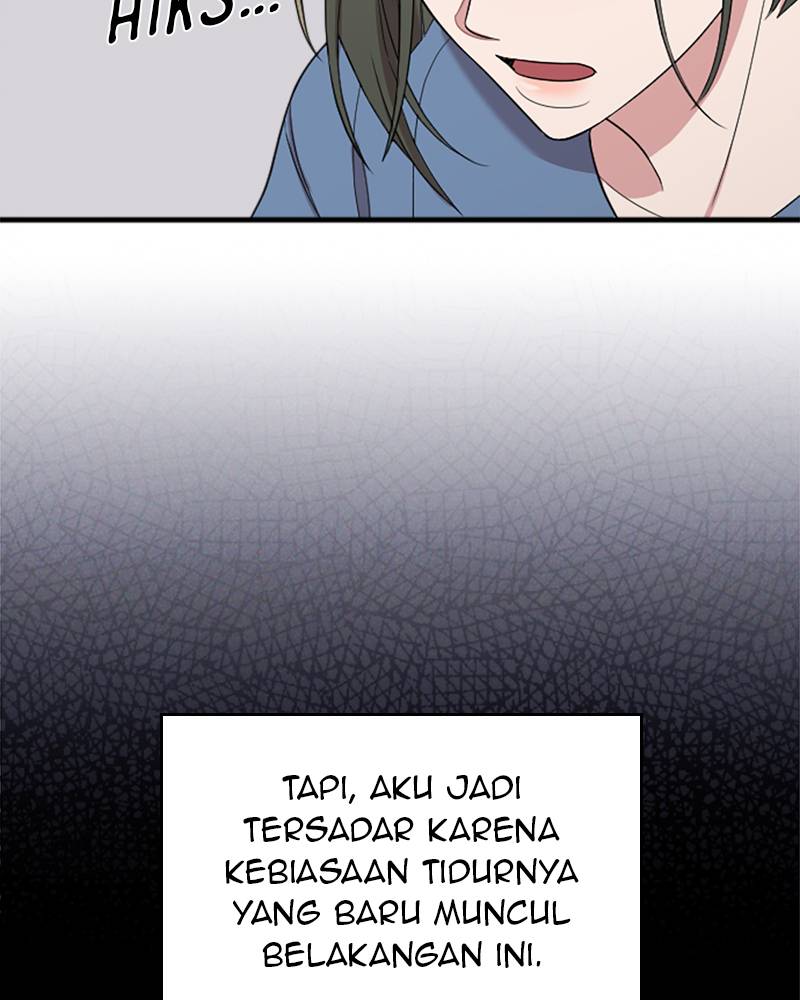 HIKS...
TAPI, AKU JADI
TERSADAR KARENA
KEBIASAAN TIDURNYA
YANG BARU MUNCUL
BELAKANGAN INI.